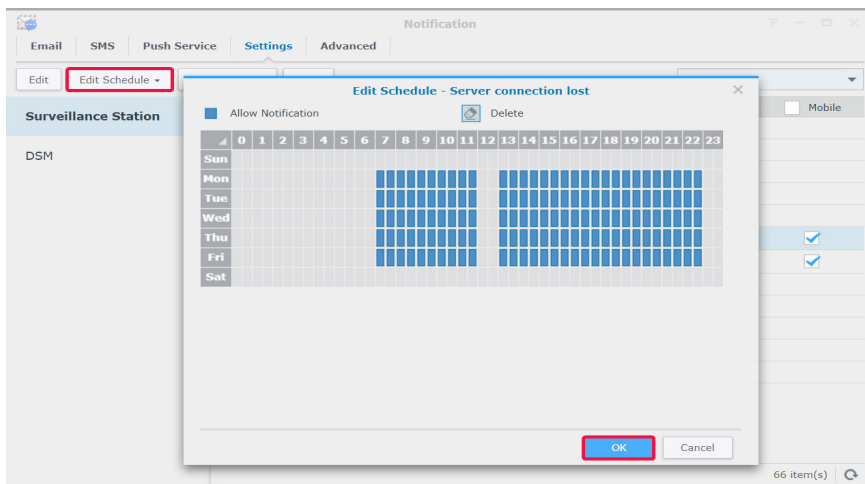 Notification
Email SMS Push Service Settings Advanced
Edit Edit Schedule
Edit Schedule - Server connection lost
Surveillance Station
Allow Notification Delete
Mobile
0 1 2 3 4 5 6 7 8 9 10 11 12 13 14 15 16 17 18 19 20 21 22 23
DSM
Sun
Mon
Tue
Wed
Thu
Fri
Sat
OK Cancel
66 item(s)